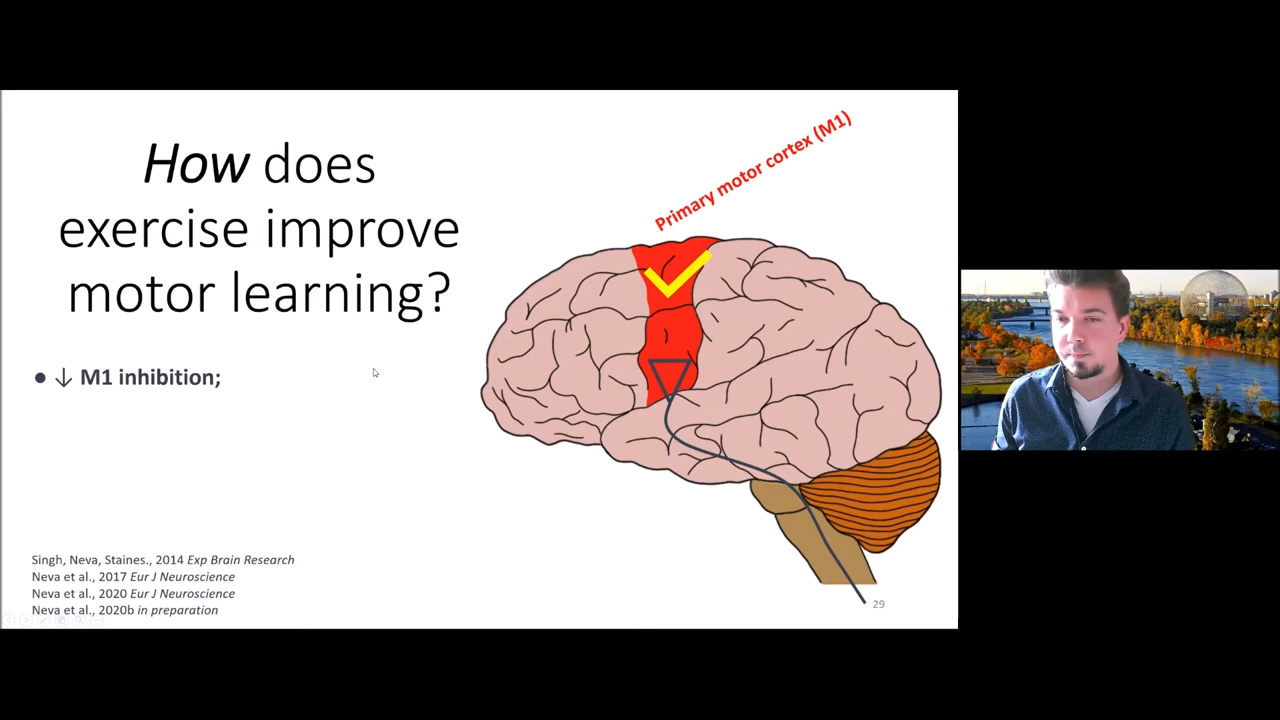 How does
exercise improve
motor learning?
Primary motor cortex (M1)
● ↓ M1 inhibition;
Singh, Neva, Staines., 2014 Exp Brain Research
Neva et al., 2017 Eur J Neuroscience
Neva et al., 2020 Eur J Neuroscience
Neva et al., 2020b in preparation
29